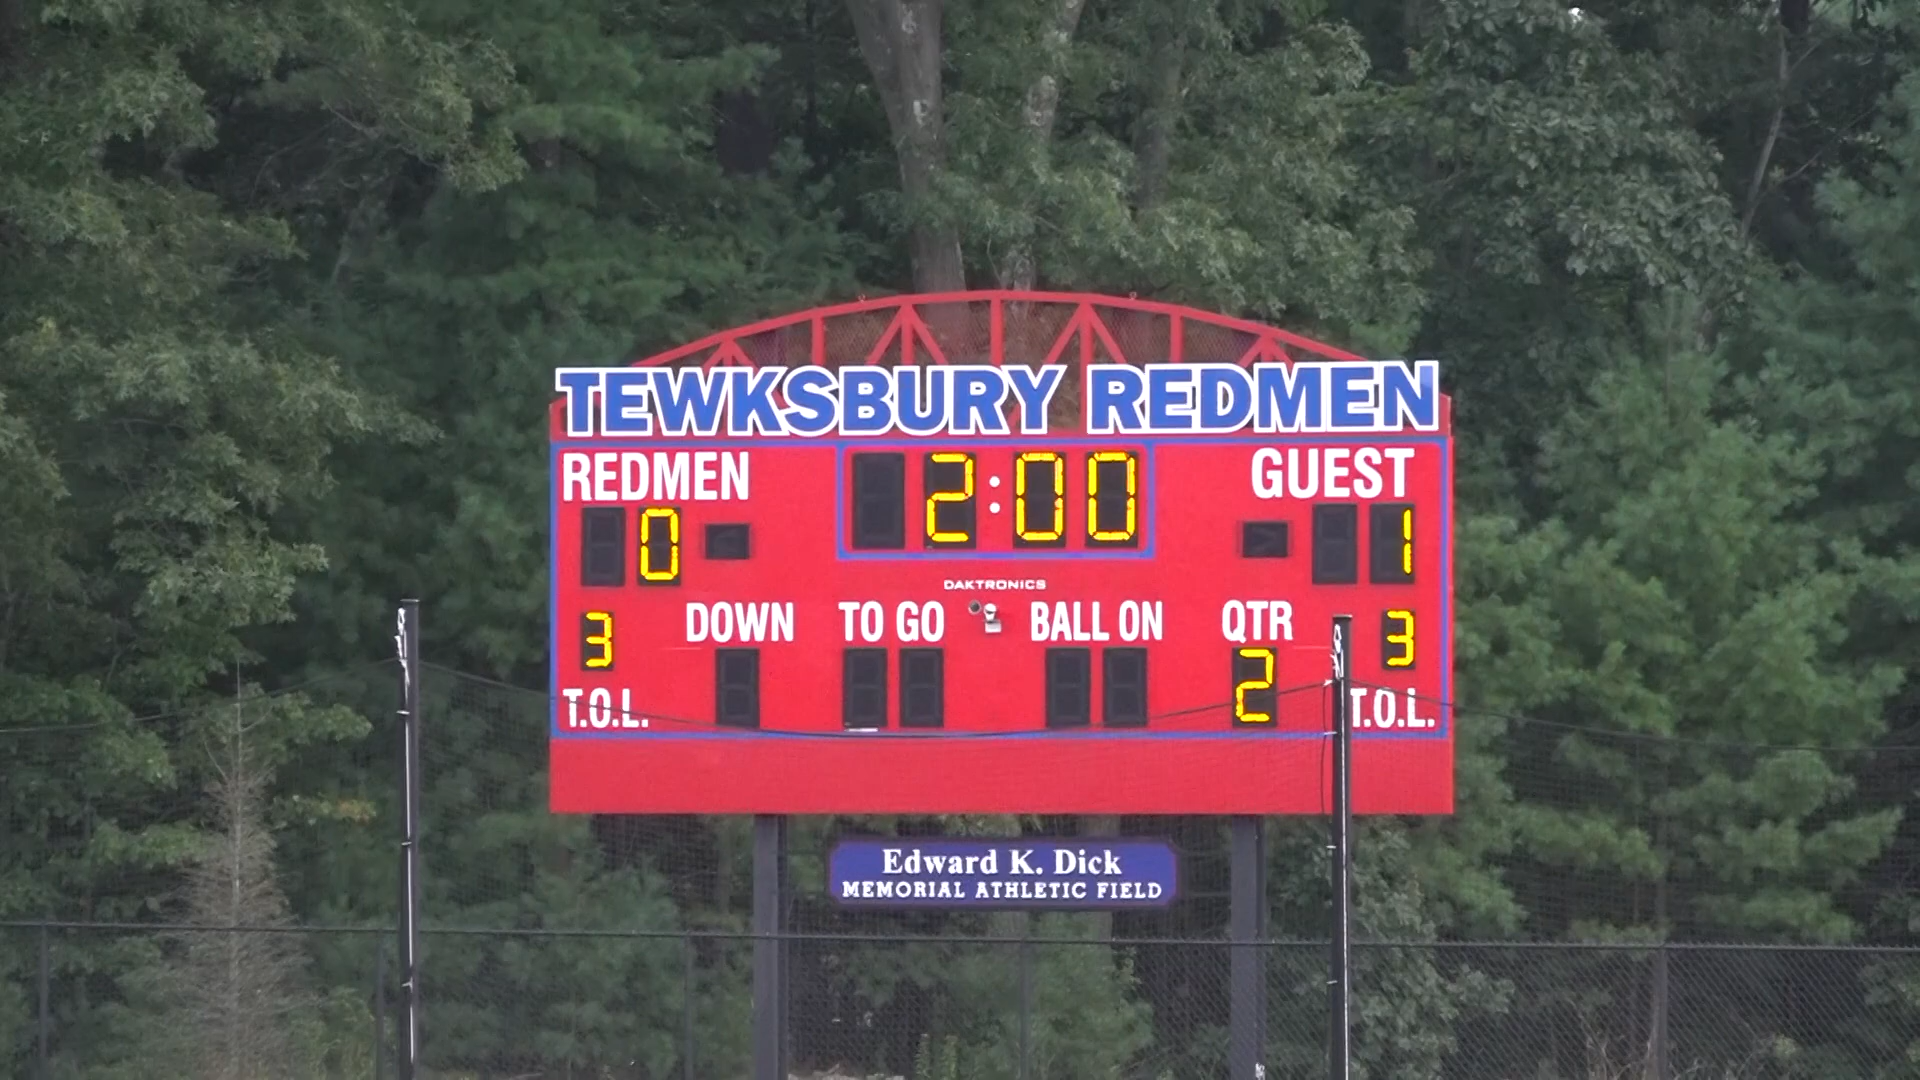 TEWKSBURY REDMEN
REDMEN 2:00 GUEST
0 1
DAKTRONICS
DOWN TO GO BALL ON QTR
3 3
2
T.O.L. T.O.L.
Edward K. Dick
MEMORIAL ATHLETIC FIELD